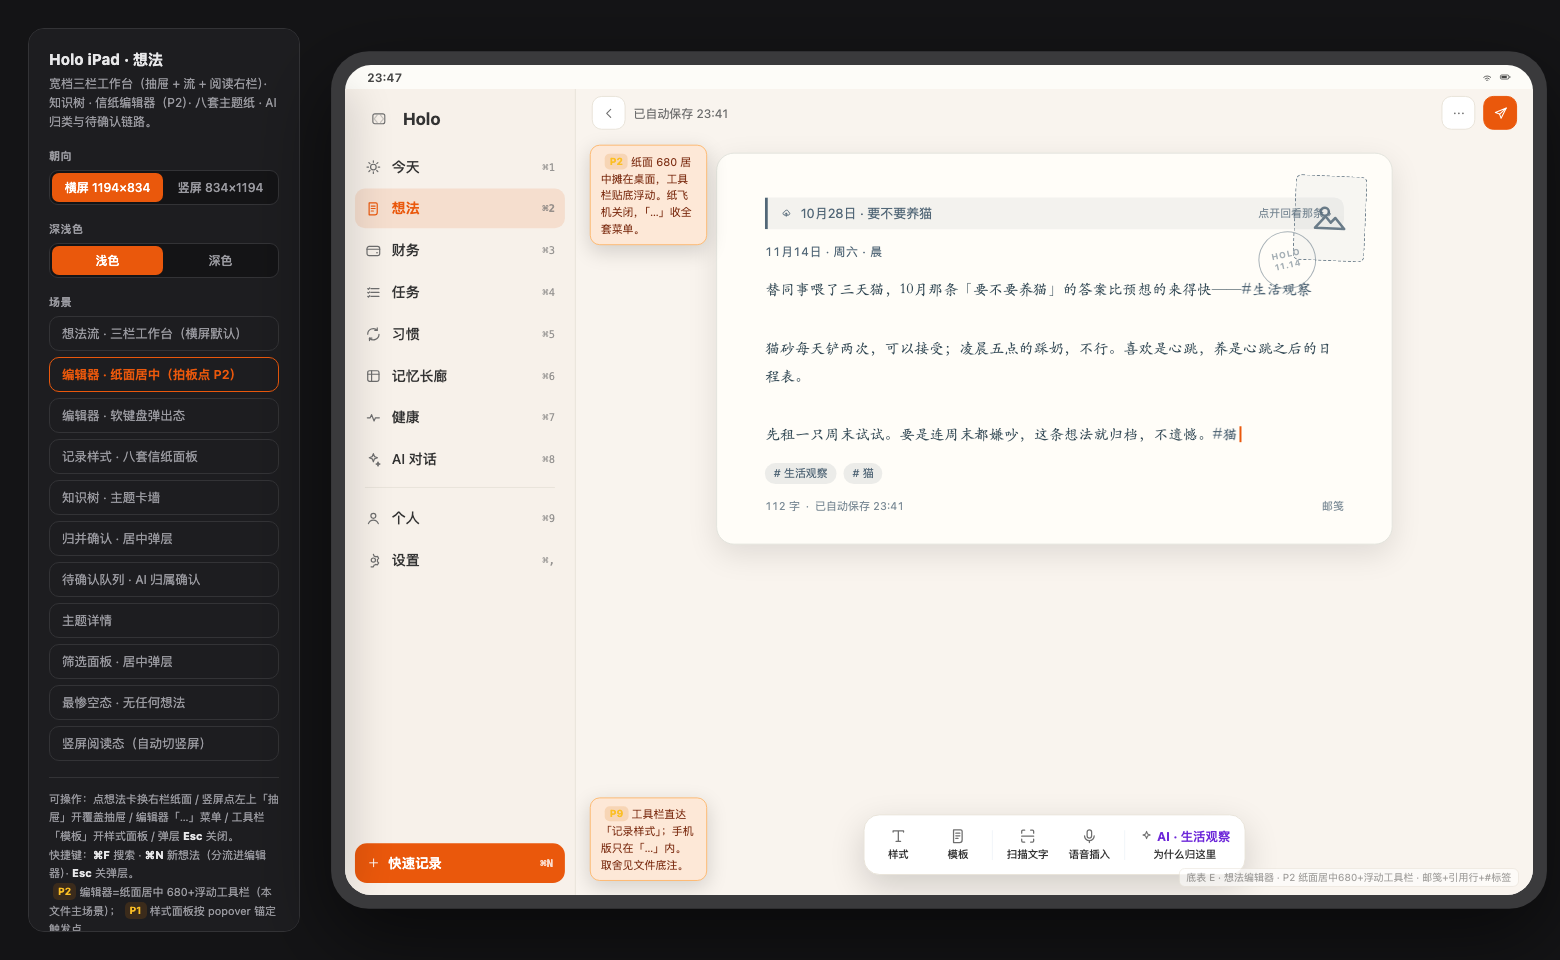 Holo iPad · 想法
宽档三栏工作台（抽屉 + 流 + 阅读右栏）·
知识树 · 信纸编辑器（P2）· 八套主题纸 · AI
归类与待确认链路。
朝向
横屏 1194×834
竖屏 834×1194
深浅色
浅色
深色
场景
想法流 · 三栏工作台（横屏默认）
编辑器 · 纸面居中（拍板点 P2）
编辑器 · 软键盘弹出态
记录样式 · 八套信纸面板
知识树 · 主题卡墙
归并确认 · 居中弹层
待确认队列 · AI 归属确认
主题详情
筛选面板 · 居中弹层
最惨空态 · 无任何想法
竖屏阅读态（自动切竖屏）
可操作：点想法卡换右栏纸面 / 竖屏点左上「抽
屉」开覆盖抽屉 / 编辑器「…」菜单 / 工具栏
「模板」开样式面板 / 弹层 Esc 关闭。
快捷键：⌘F 搜索 · ⌘N 新想法（分流进编辑
器）· Esc 关弹层。
P2 编辑器=纸面居中 680+浮动工具栏（本
文件主场景）； P1 样式面板按 popover 锚定
触发点
23:47
Holo
今天 ⌘1
想法 ⌘2
财务 ⌘3
任务 ⌘4
习惯 ⌘5
记忆长廊 ⌘6
健康 ⌘7
AI 对话 ⌘8
个人 ⌘9
设置 ⌘,
+ 快速记录 ⌘N
已自动保存 23:41
P2 纸面 680 居
中摊在桌面，工具
栏贴底浮动。纸飞
机关闭，「…」收全
套菜单。
10月28日 · 要不要养猫
点开回看那条
HOLO
11.14
11月14日 · 周六 · 晨
替同事喂了三天猫，10月那条「要不要养猫」的答案比预想的来得快——#生活观察
猫砂每天铲两次，可以接受；凌晨五点的踩奶，不行。喜欢是心跳，养是心跳之后的日
程表。
先租一只周末试试。要是连周末都嫌吵，这条想法就归档，不遗憾。#猫
# 生活观察
# 猫
112 字 · 已自动保存 23:41
邮笺
P9 工具栏直达
「记录样式」；手机
版只在「…」内。
取舍见文件底注。
样式
模板
扫描文字
语音插入
AI · 生活观察
为什么归这里
底表 E · 想法编辑器 · P2 纸面居中680+浮动工具栏 · 邮笺+引用行+#标签